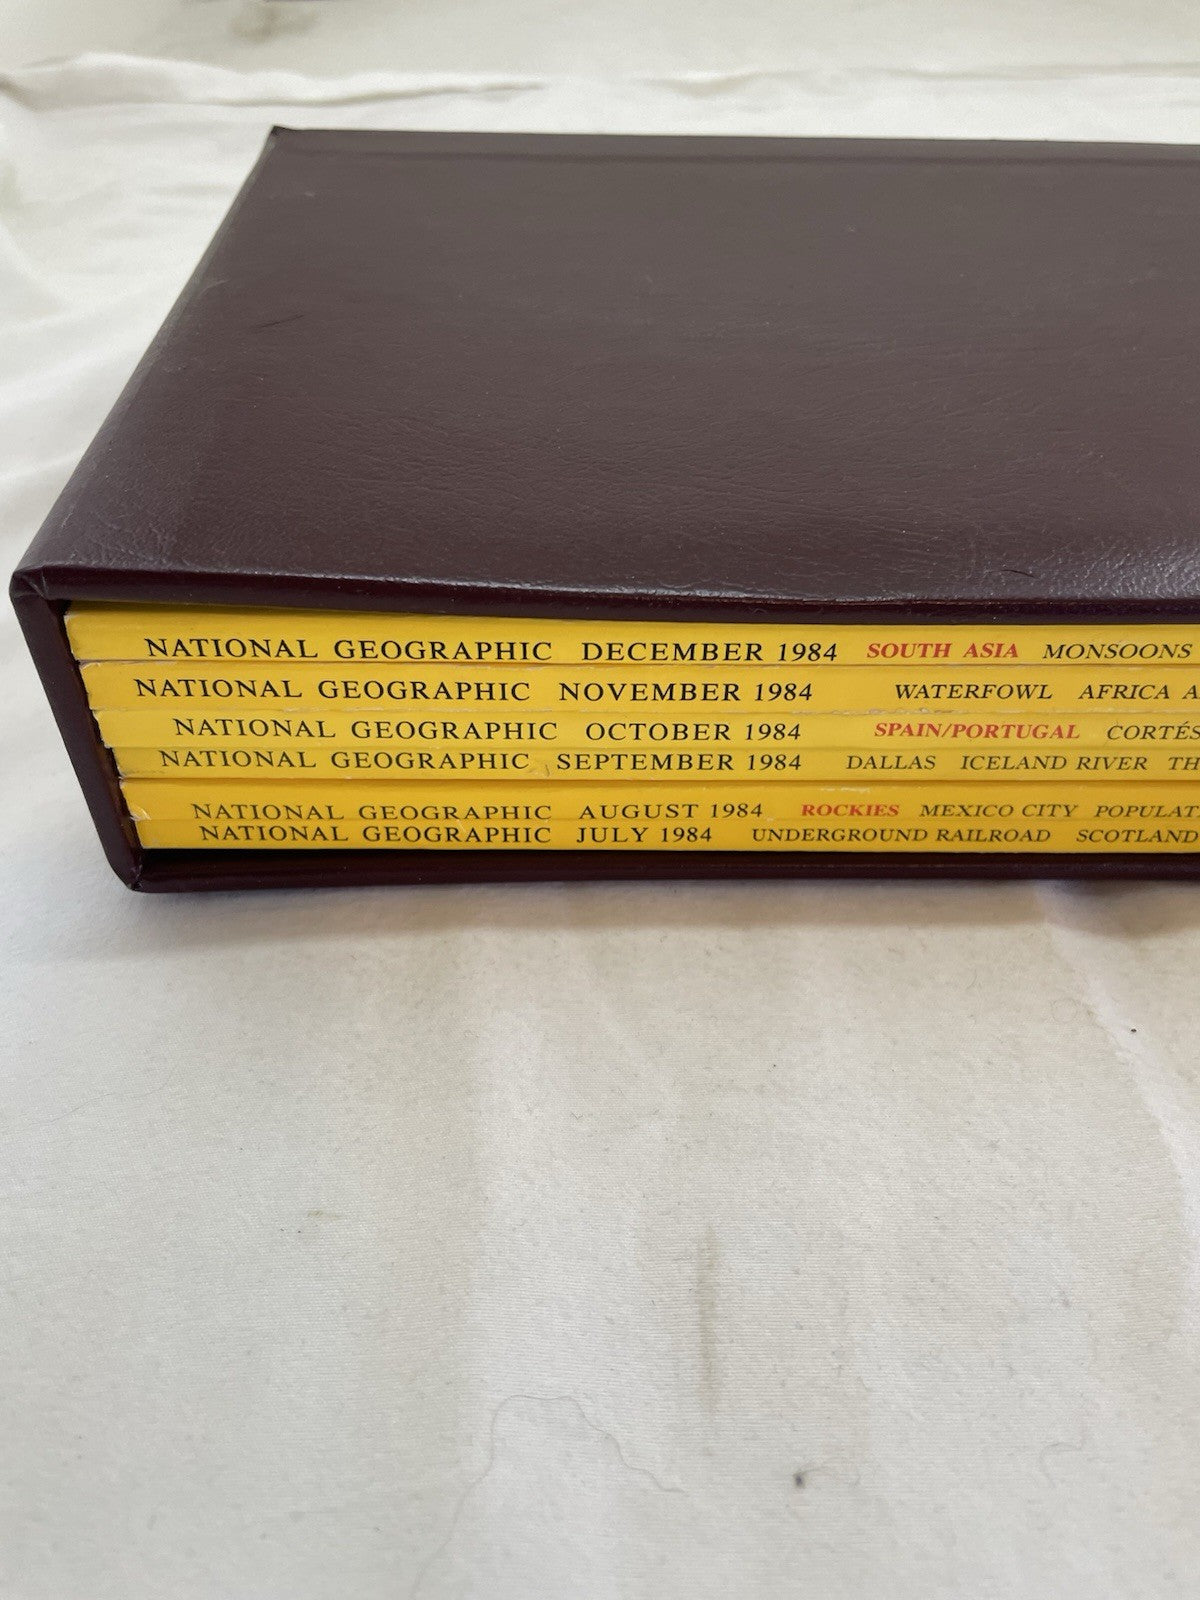 NATIONAL GEOGRAPHIC DECEMBER 1984 SOUTH ASIA MONSOONS
NATIONAL GEOGRAPHIC NOVEMBER 1984 WATERFOWL AFRICA
NATIONAL GEOGRAPHIC OCTOBER 1984 SPAIN/PORTUGAL CORTÉS
NATIONAL GEOGRAPHIC SEPTEMBER 1984 DALLAS ICELAND RIVER
NATIONAL GEOGRAPHIC AUGUST 1984 ROCKIES MEXICO CITY
NATIONAL GEOGRAPHIC JULY 1984 UNDERGROUND RAILROAD SCOTLAND